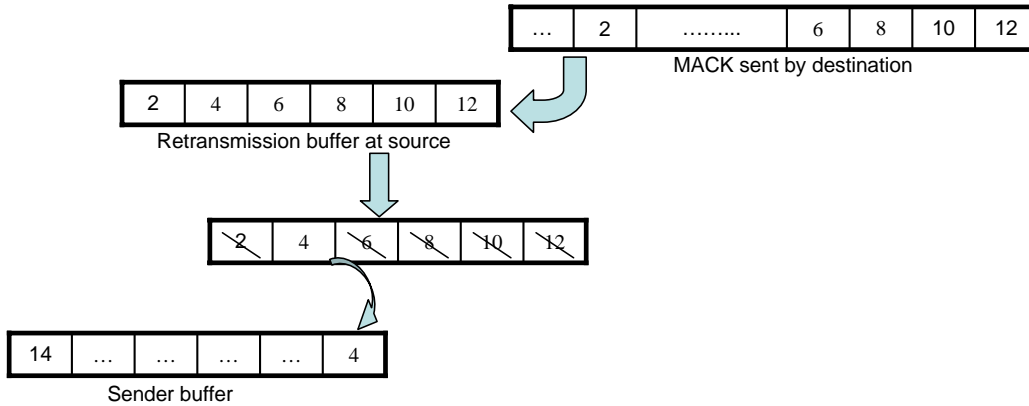 … 2 …...... 6 8 10 12
MACK sent by destination
2 4 6 8 10 12
Retransmission buffer at source
2 4 6 8 10 12
14 … … … … 4
Sender buffer